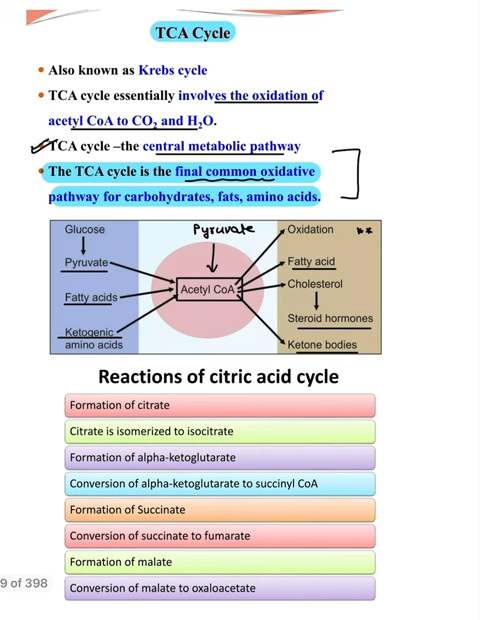 TCA Cycle
• Also known as Krebs cycle
• TCA cycle essentially involves the oxidation of
acetyl CoA to CO₂ and H₂O.
• TCA cycle –the central metabolic pathway
• The TCA cycle is the final common oxidative
pathway for carbohydrates, fats, amino acids.
Glucose
Pyruvate
Oxidation
**
Pyruvate
Fatty acid
Acetyl CoA
Cholesterol
Fatty acids
Steroid hormones
Ketogenic
amino acids
Ketone bodies
Reactions of citric acid cycle
Formation of citrate
Citrate is isomerized to isocitrate
Formation of alpha-ketoglutarate
Conversion of alpha-ketoglutarate to succinyl CoA
Formation of Succinate
Conversion of succinate to fumarate
Formation of malate
Conversion of malate to oxaloacetate
9 of 398